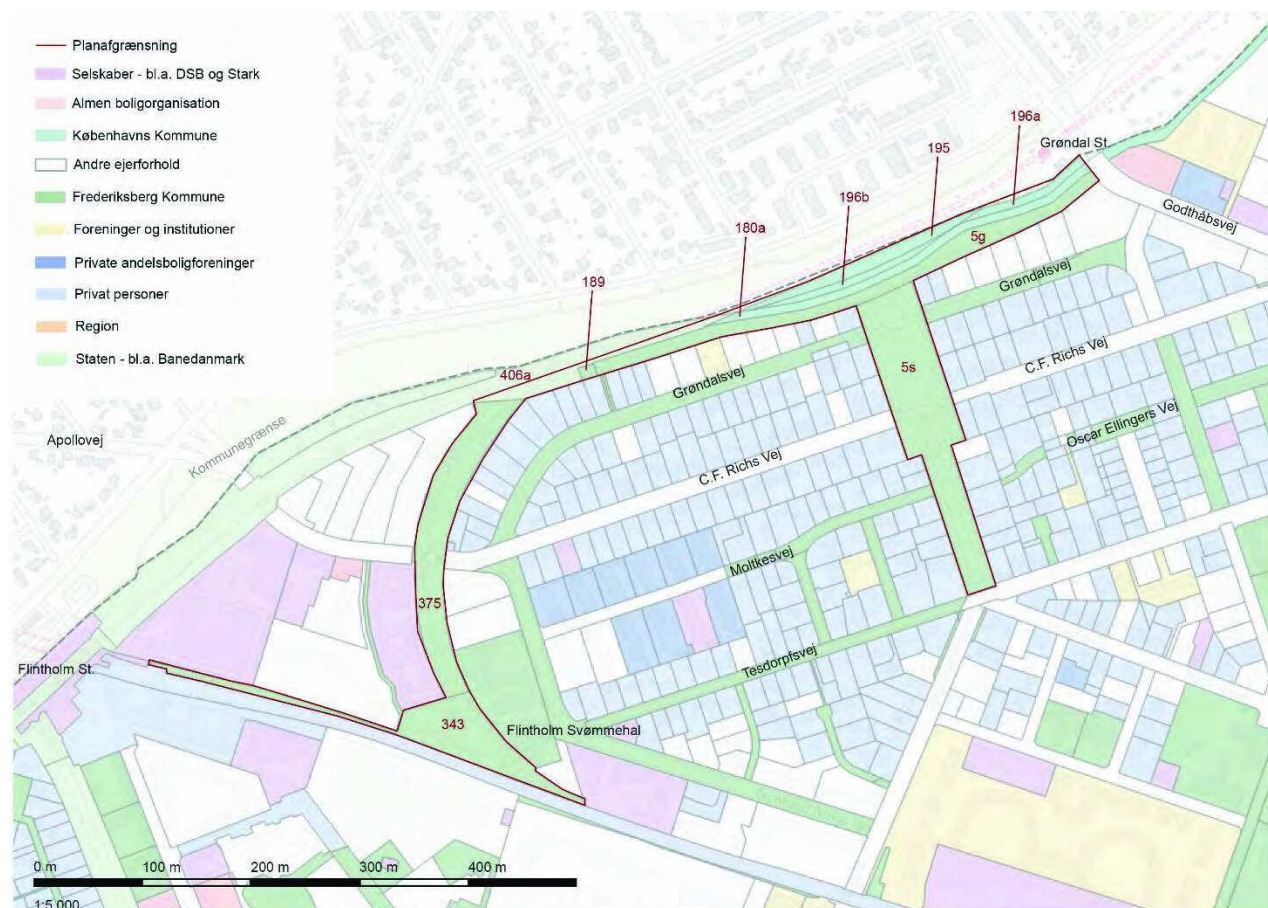 Planafgrænsning
Selskaber - bl.a. DSB og Stark
Almen boligorganisation
Københavns Kommune
Andre ejerforhold
Frederiksberg Kommune
Foreninger og institutioner
Private andelsboligforeninger
Privat personer
Region
Staten - bl.a. Banedanmark
196a
Grøndal St.
195
196b
180a
189
Godthåbsvej
5g
Grøndalsvej
406a
5s
C.F. Richs Vej
Grøndalsvej
Oscar Ellingers Vej
Apollovej
Kommunegrænse
C.F. Richs Vej
Moltkesvej
375
Tesdorpfsvej
Flintholm St.
343
Flintholm Svømmehal
0 m 100 m 200 m 300 m 400 m
1:5.000